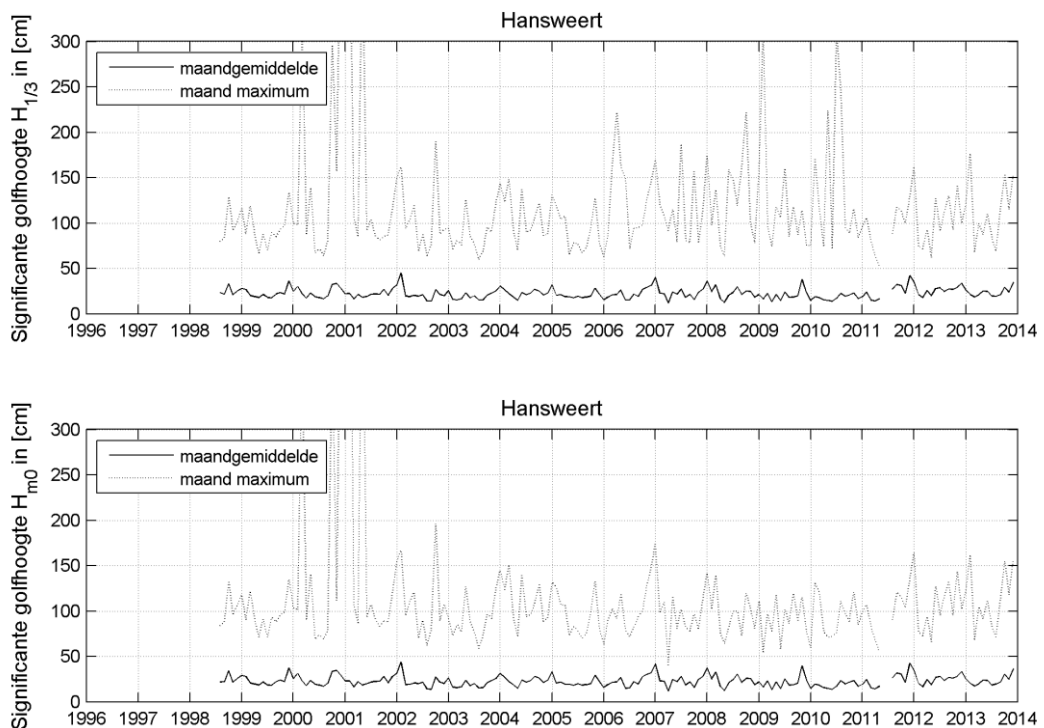 Hansweert
Significante golfhoogte H1/3 in [cm]
300
250
200
150
100
50
0
maandgemiddelde
maand maximum
1996 1997 1998 1999 2000 2001 2002 2003 2004 2005 2006 2007 2008 2009 2010 2011 2012 2013 2014
Hansweert
Significante golfhoogte Hm0 in [cm]
300
250
200
150
100
50
0
maandgemiddelde
maand maximum
1996 1997 1998 1999 2000 2001 2002 2003 2004 2005 2006 2007 2008 2009 2010 2011 2012 2013 2014